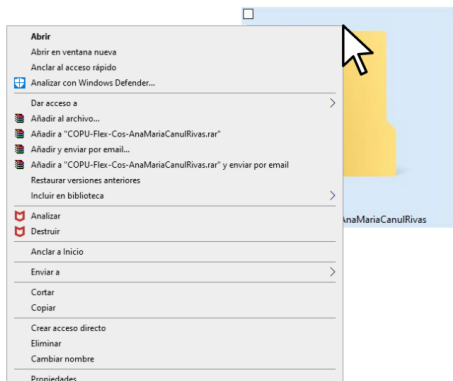 Abrir
Abrir en ventana nueva
Anclar al acceso rápido
Analizar con Windows Defender...
Dar acceso a
Añadir al archivo...
Añadir a "COPU-Flex-Cos-AnaMariaCanulRivas.rar"
Añadir y enviar por email...
Añadir a "COPU-Flex-Cos-AnaMariaCanulRivas.rar" y enviar por email
Restaurar versiones anteriores
Incluir en biblioteca
AnaMariaCanulRivas
Analizar
Destruir
Anclar a Inicio
Enviar a
Cortar
Copiar
Crear acceso directo
Eliminar
Cambiar nombre
Propiedades